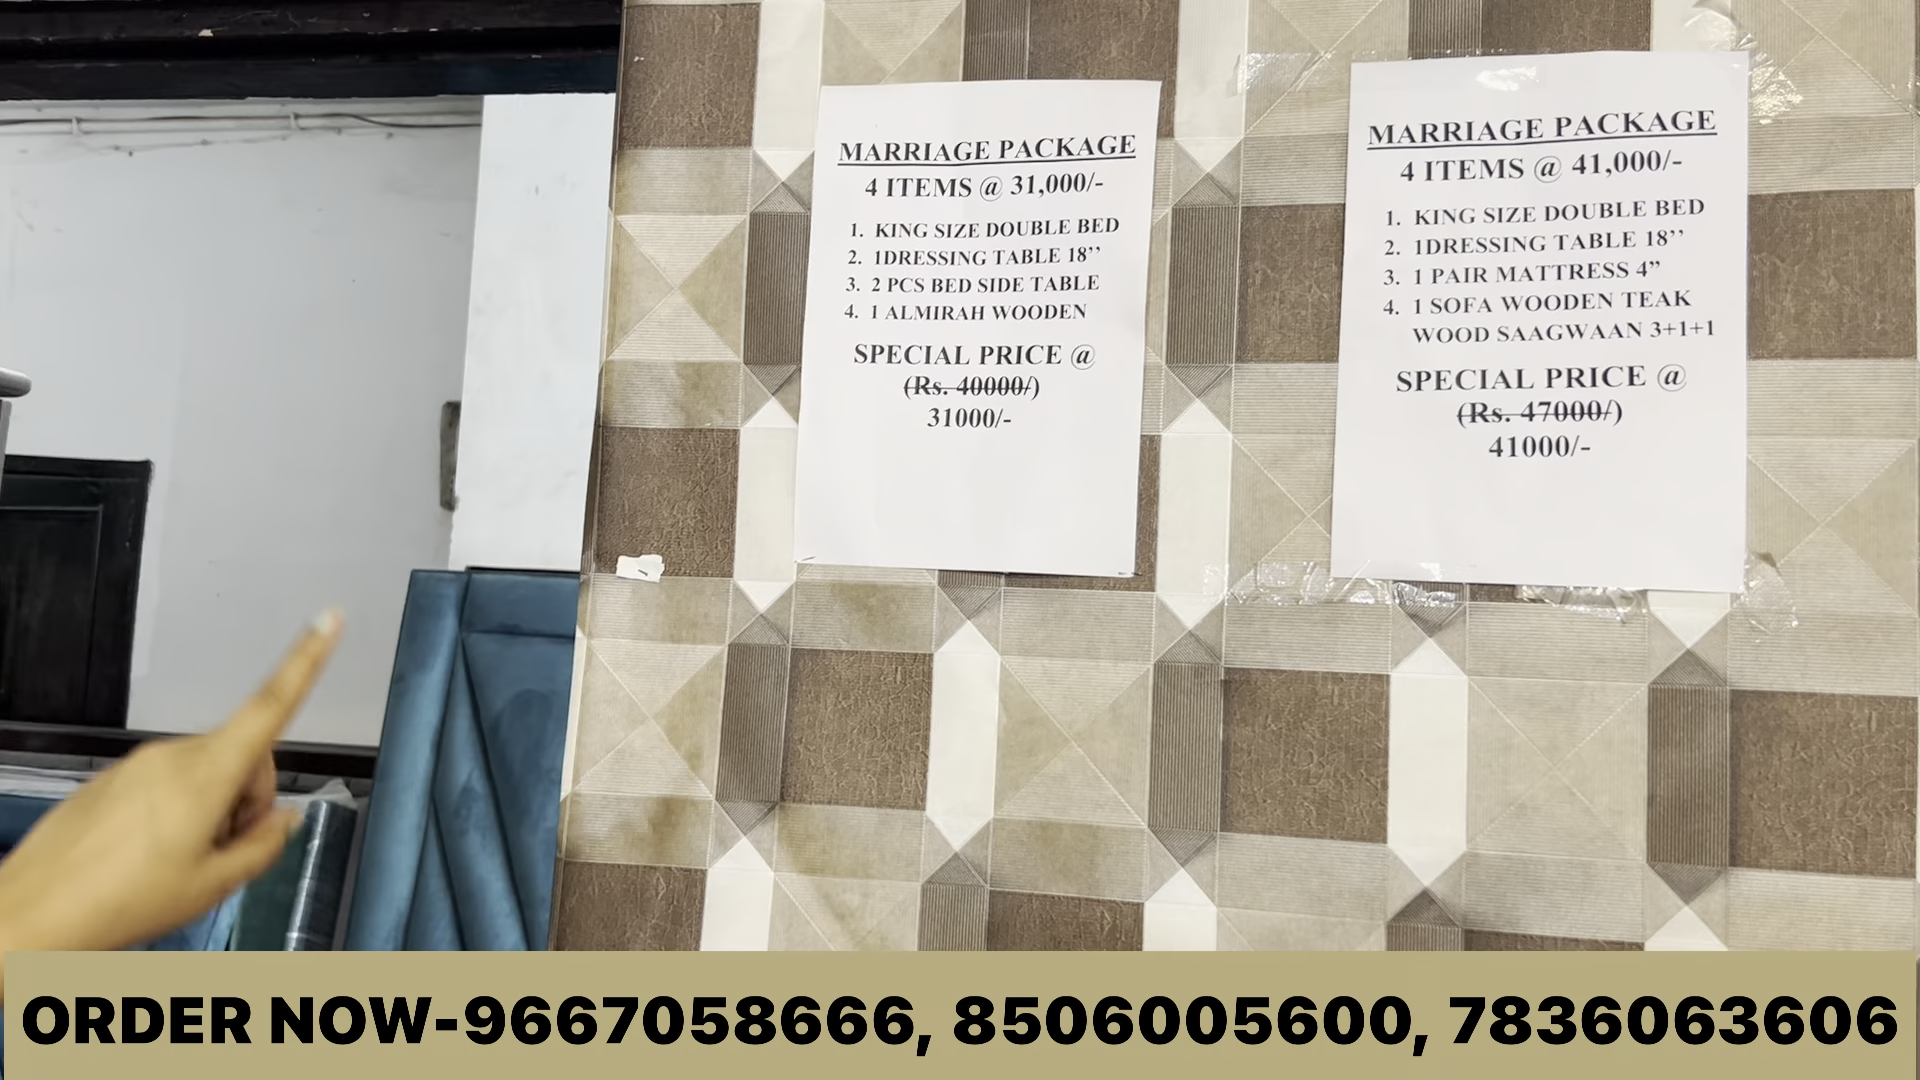 MARRIAGE PACKAGE
4 ITEMS @ 31,000/-
1. KING SIZE DOUBLE BED
2. 1DRESSING TABLE 18’’
3. 2 PCS BED SIDE TABLE
4. 1 ALMIRAH WOODEN
SPECIAL PRICE @
(Rs. 40000/)
31000/-
MARRIAGE PACKAGE
4 ITEMS @ 41,000/-
1. KING SIZE DOUBLE BED
2. 1DRESSING TABLE 18’’
3. 1 PAIR MATTRESS 4”
4. 1 SOFA WOODEN TEAK
WOOD SAAGWAAN 3+1+1
SPECIAL PRICE @
(Rs. 47000/)
41000/-
ORDER NOW-9667058666, 8506005600, 7836063606